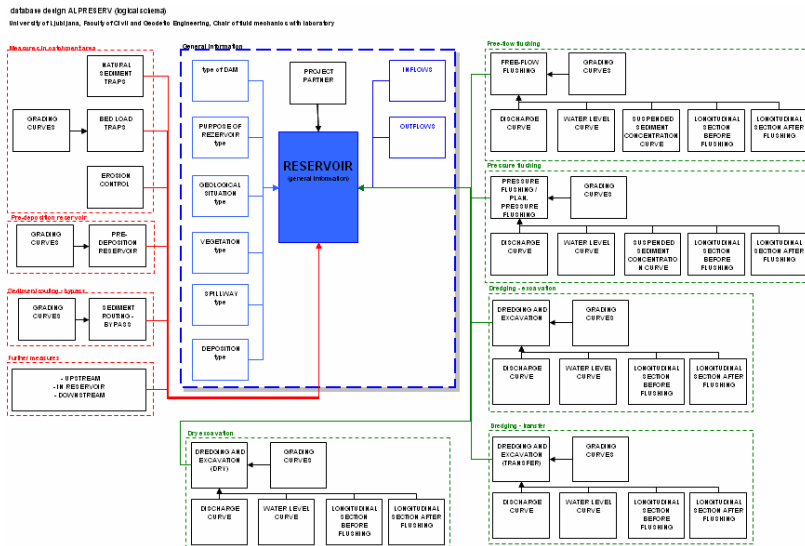 database design ALPRESERV (logical schema)
University of Ljubljana, Faculty of Civil and Geodetic Engineering, Chair of fluid mechanics with laboratory
Measures in catchment area
NATURAL
SEDIMENT
TRAPS
GRADING
CURVES
BED LOAD
TRAPS
EROSION
CONTROL
Pre-deposition reservoir
GRADING
CURVES
PRE-
DEPOSITION
RESERVOIR
Sediment routing - bypass
GRADING
CURVES
SEDIMENT
ROUTING -
BYPASS
Further measures
- UPSTREAM
- IN RESERVOIR
- DOWNSTREAM
General information
type of DAM
PURPOSE OF
RECERVOIR
type
GEOLOGICAL
SITUATION
type
VEGETATION
type
SPILLWAY
type
DEPOSITION
type
PROJECT
PARTNER
RESERVOIR
(general information)
INFLOWS
OUTFLOWS
Free-flow flushing
FREE-FLOW
FLUSHING
GRADING
CURVES
DISCHARGE
CURVE
WATER LEVEL
CURVE
SUSPENDED
SEDIMENT
CONCENTRATION
CURVE
LONGITUDINAL
SECTION BEFORE
FLUSHING
LONGITUDINAL
SECTION AFTER
FLUSHING
Pressure flushing
PRESSURE
FLUSHING /
PLAN.
PRESSURE
FLUSHING
GRADING
CURVES
DISCHARGE
CURVE
WATER LEVEL
CURVE
SUSPENDED
SEDIMENT
CONCENTRATI
ON CURVE
LONGITUDINAL
SECTION BEFORE
FLUSHING
LONGITUDINAL
SECTION AFTER
FLUSHING
Dredging - excavation
DREDGING AND
EXCAVATION
GRADING
CURVES
DISCHARGE
CURVE
WATER LEVEL
CURVE
LONGITUDINAL
SECTION
BEFORE
FLUSHING
LONGITUDINAL
SECTION AFTER
FLUSHING
Dredging - transfer
DREDGING AND
EXCAVATION
(TRANSFER)
GRADING
CURVES
DISCHARGE
CURVE
WATER LEVEL
CURVE
LONGITUDINAL
SECTION
BEFORE
FLUSHING
LONGITUDINAL
SECTION AFTER
FLUSHING
Dry excavation
DREDGING AND
EXCAVATION
(DRY)
GRADING
CURVES
DISCHARGE
CURVE
WATER LEVEL
CURVE
LONGITUDINAL
SECTION
BEFORE
FLUSHING
LONGITUDINAL
SECTION AFTER
FLUSHING